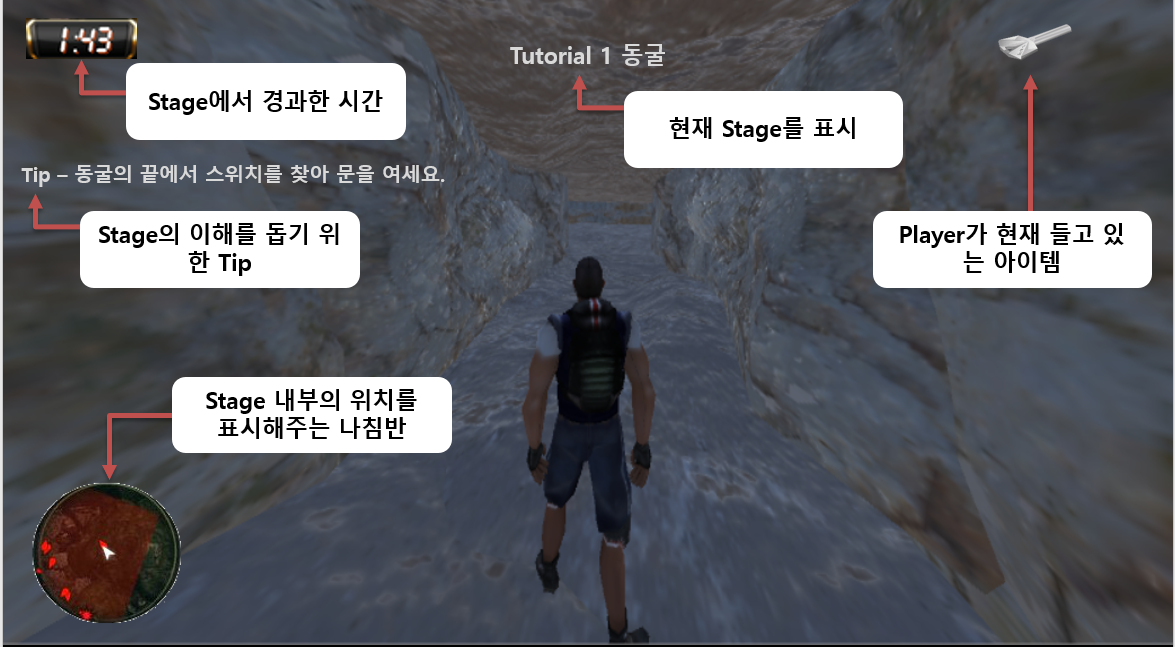 1:43
Tutorial 1 동굴
Stage에서 경과한 시간
현재 Stage를 표시
Tip – 동굴의 끝에서 스위치를 찾아 문을 여세요.
Stage의 이해를 돕기 위
한 Tip
Player가 현재 들고 있
는 아이템
Stage 내부의 위치를
표시해주는 나침반